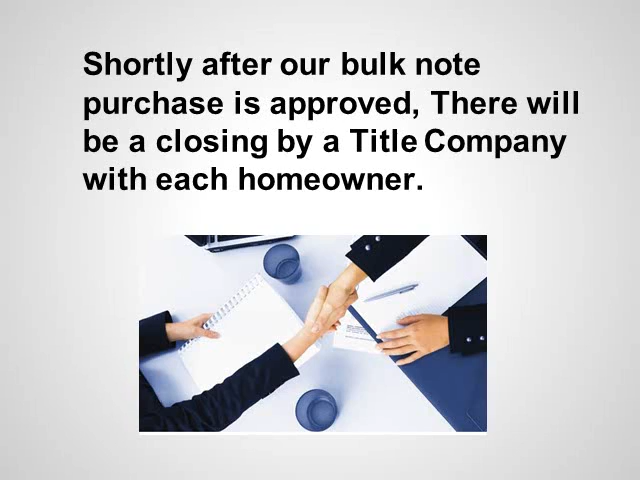 Shortly after our bulk note
purchase is approved, There will
be a closing by a Title Company
with each homeowner.